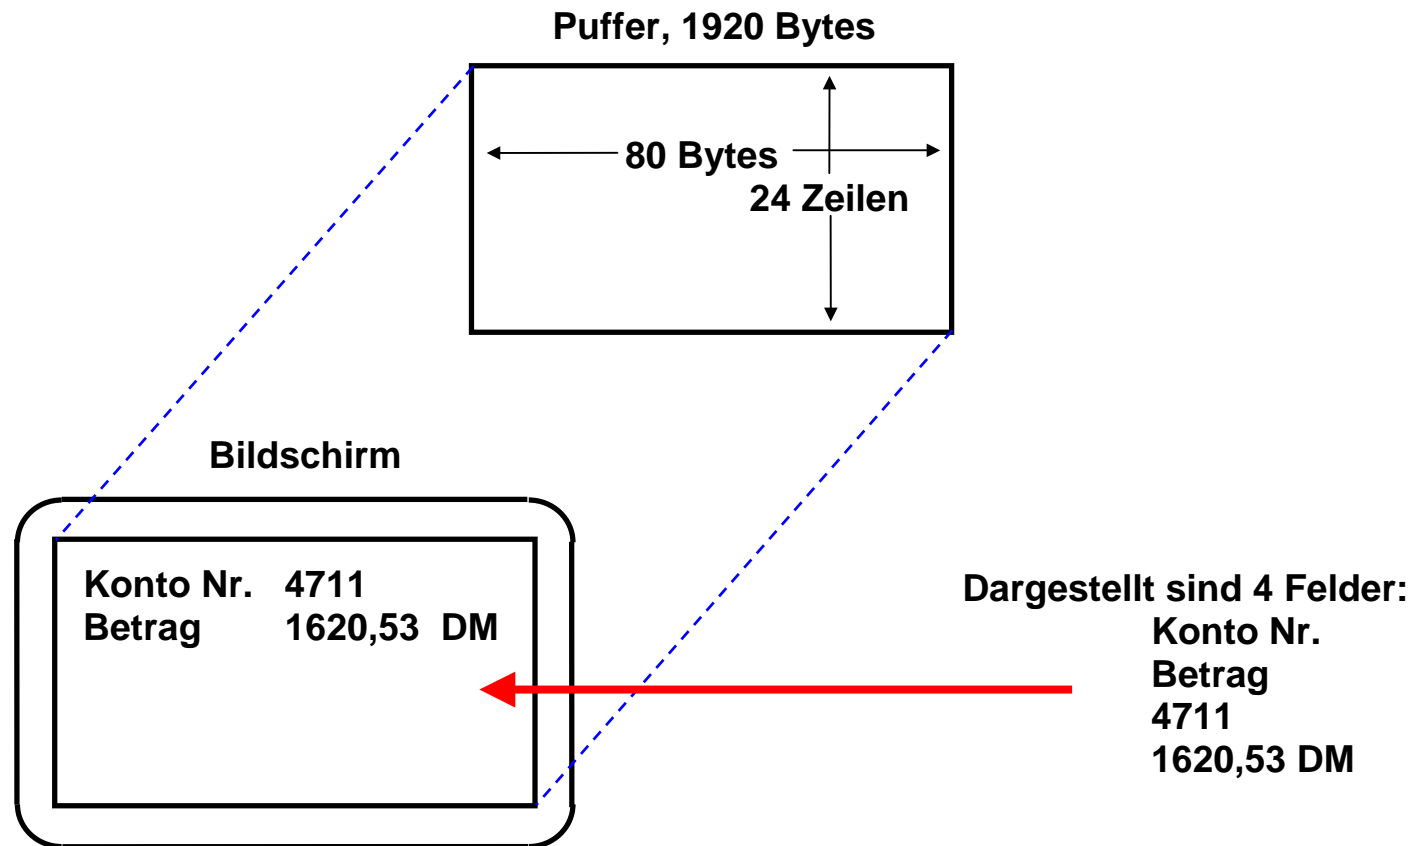 Puffer, 1920 Bytes
80 Bytes
24 Zeilen
Bildschirm
Konto Nr. 4711
Betrag 1620,53 DM
Dargestellt sind 4 Felder:
Konto Nr.
Betrag
4711
1620,53 DM